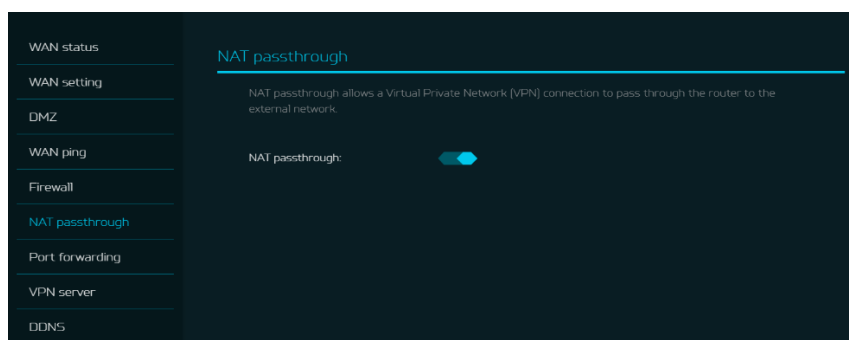 WAN status
WAN setting
DMZ
WAN ping
Firewall
NAT passthrough
Port forwarding
VPN server
DDNS
NAT passthrough
NAT passthrough allows a Virtual Private Network (VPN) connection to pass through the router to the
external network.
NAT passthrough: